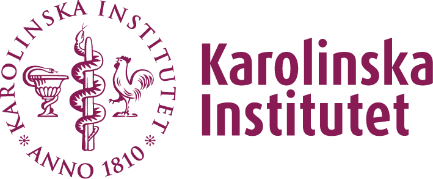 KAROLINSKA INSTITUTET
* ANNO 1810 *
Karolinska
Institutet